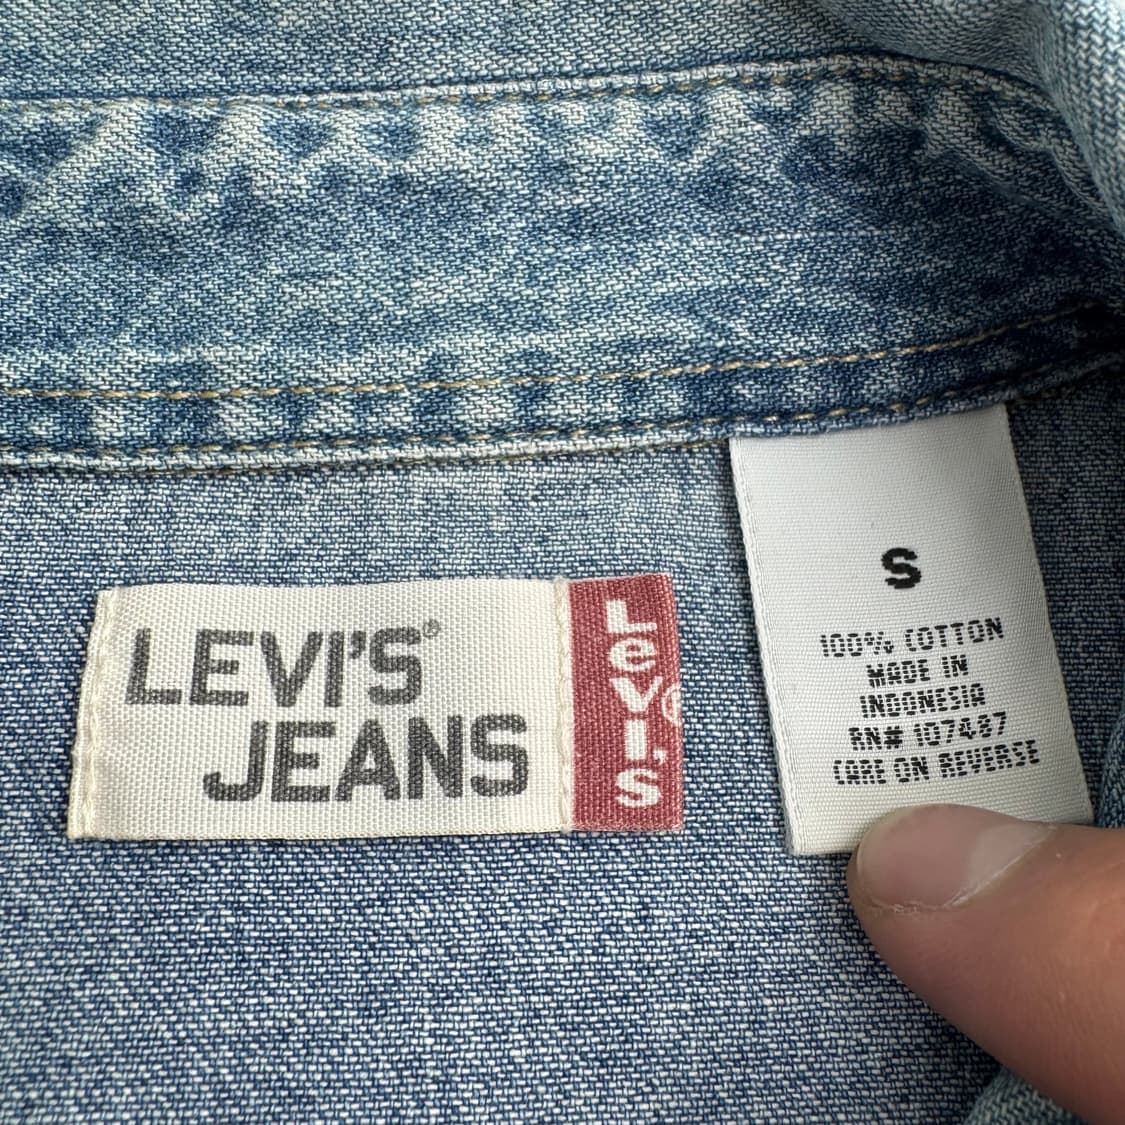 LEVI'S®
JEANS
Levi's®
S
100% COTTON
MADE IN
INDONESIA
RN# 107487
CARE ON REVERSE